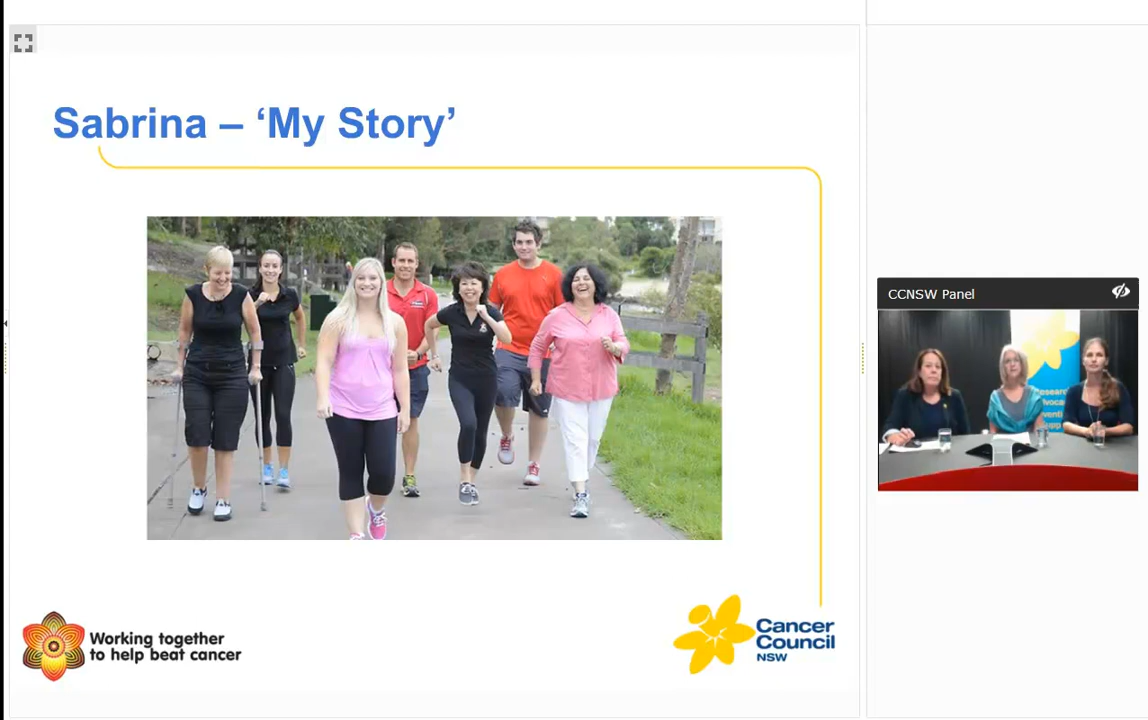 Sabrina – ‘My Story’
CCNSW Panel
Working together
to help beat cancer
Cancer
Council
NSW